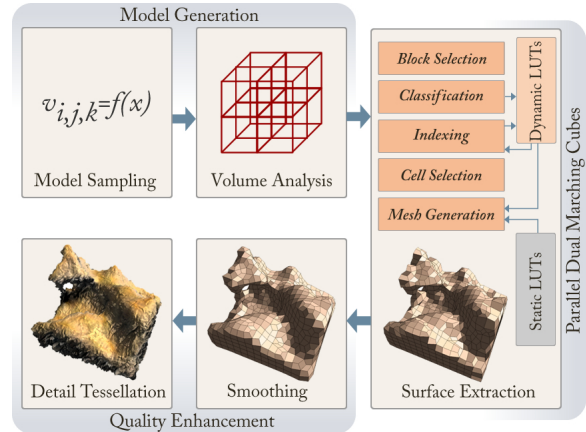 Model Generation
v i,j,k =f(x)
Model Sampling
Volume Analysis
Block Selection
Classification
Indexing
Cell Selection
Mesh Generation
Dynamic LUTs
Static LUTs
Parallel Dual Marching Cubes
Detail Tessellation
Smoothing
Surface Extraction
Quality Enhancement